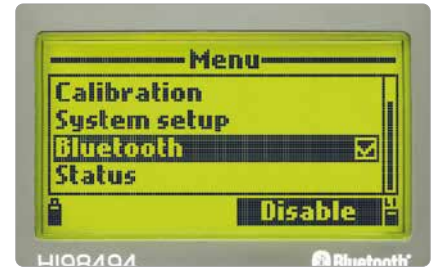 Menu
Calibration
System setup
Bluetooth
Status
Disable
HI98494 Bluetooth